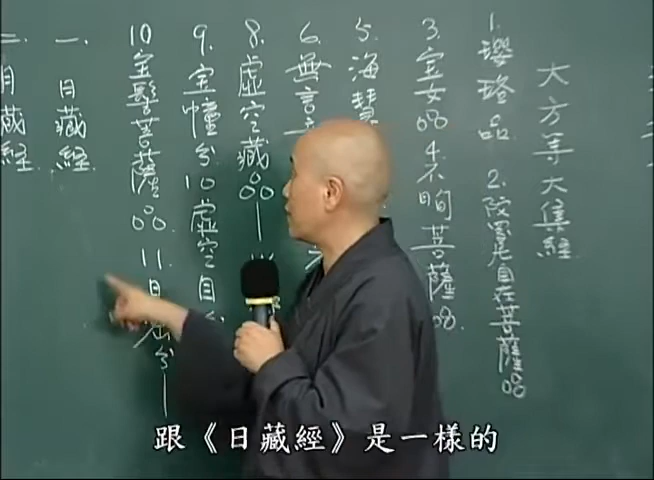 大方等大集經
1. 瓔珞品 2. 陀羅尼自在菩薩品
3. 寶女品 4. 不眴菩薩品
5. 海慧
6. 無言
8. 虛空藏品—
9. 寶幢分 10 虛空目
10 寶髻菩薩品. 11. 日密分—
一. 日藏經.
二. 月藏經.
跟《日藏經》是一樣的